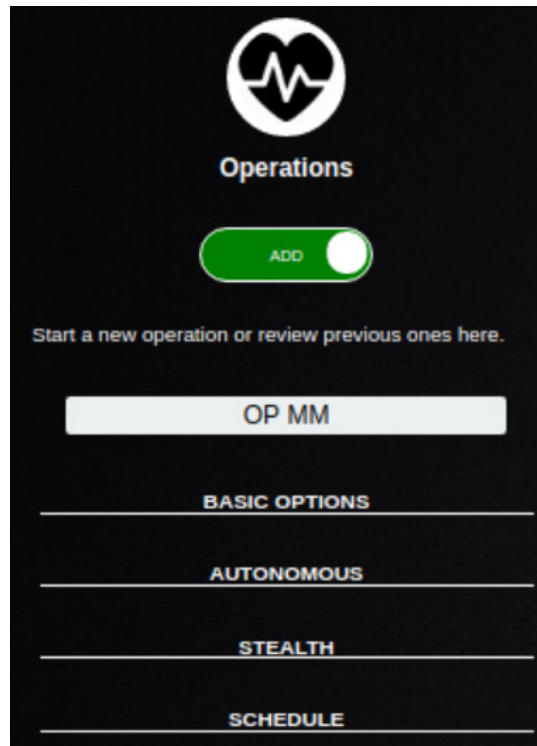 Operations
ADD
Start a new operation or review previous ones here.
OP MM
BASIC OPTIONS
AUTONOMOUS
STEALTH
SCHEDULE